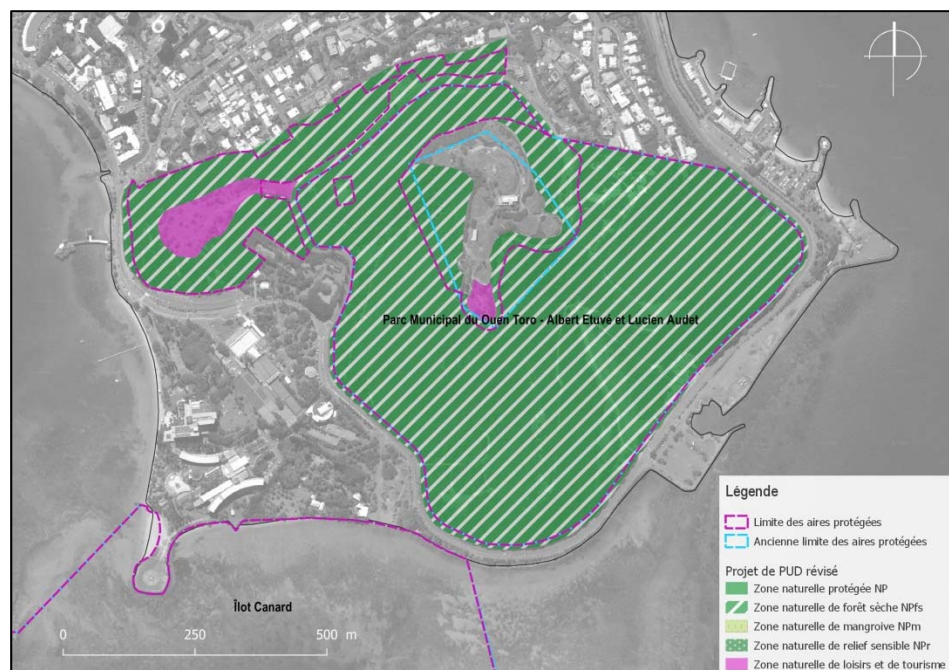 Parc Municipal du Ouen Toro - Albert Etuvé et Lucien Audet
Îlot Canard
0 250 500 m
Légende
Limite des aires protégées
Ancienne limite des aires protégées
Projet de PUD révisé
Zone naturelle protégée NP
Zone naturelle de forêt sèche NPfs
Zone naturelle de mangroive NPm
Zone naturelle de relief sensible NPr
Zone naturelle de loisirs et de tourisme